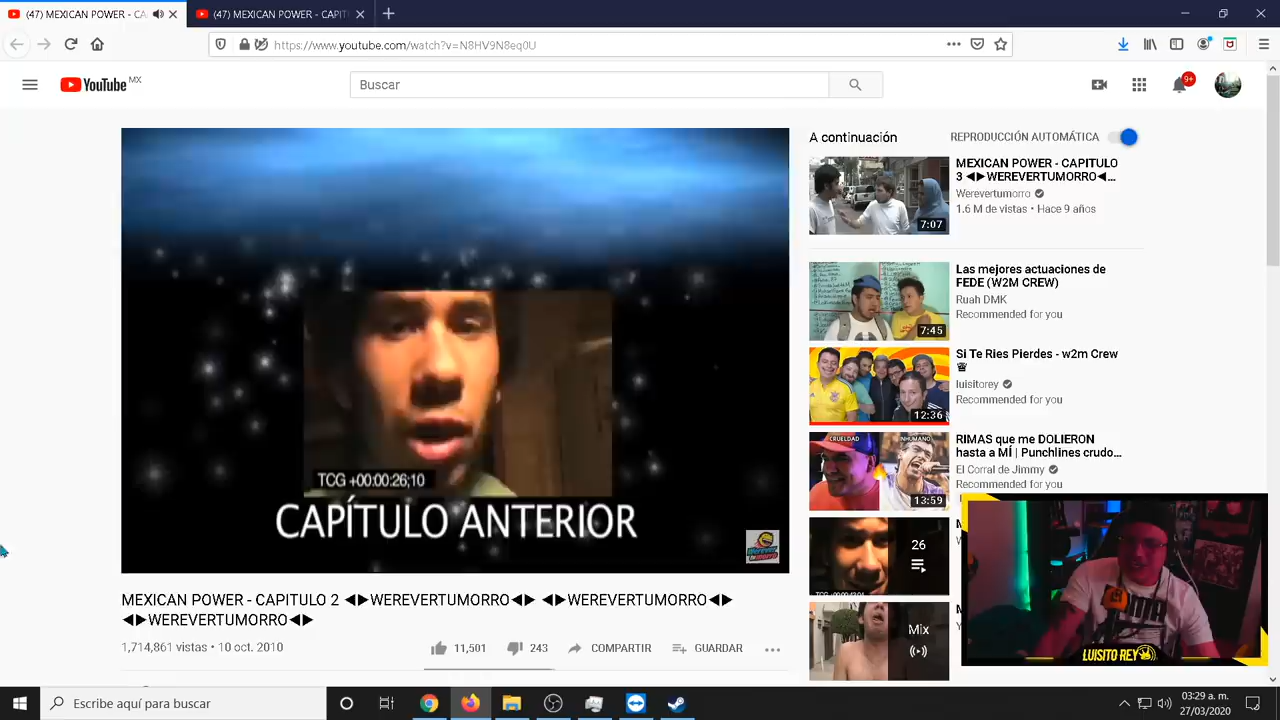 (47) MEXICAN POWER - CA
(47) MEXICAN POWER - CAPIT
https://www.youtube.com/watch?v=N8HV9N8eq0U
YouTube MX
Buscar
9+
A continuación
REPRODUCCIÓN AUTOMÁTICA
MEXICAN POWER - CAPITULO
3 ◀▶WEREVERTUMORRO◀...
Werevertumorro
1.6 M de vistas • Hace 9 años
7:07
Las mejores actuaciones de
FEDE (W2M CREW)
Ruah DMK
Recommended for you
7:45
Si Te Ries Pierdes - w2m Crew
♕
luisitorey
Recommended for you
12:36
RIMAS que me DOLIERON
hasta a MÍ | Punchlines crudo...
El Corral de Jimmy
Recommended for you
CRUELDAD
INHUMANO
13:59
26
Mix
TCG +00:00:26;10
CAPÍTULO ANTERIOR
LUISITO REY
MEXICAN POWER - CAPITULO 2 ◀▶WEREVERTUMORRO◀▶ ◀▶WEREVERTUMORRO◀▶
◀▶WEREVERTUMORRO◀▶
1,714,861 vistas • 10 oct. 2010
11,501
243
COMPARTIR
GUARDAR
Escribe aquí para buscar
03:29 a. m.
27/03/2020